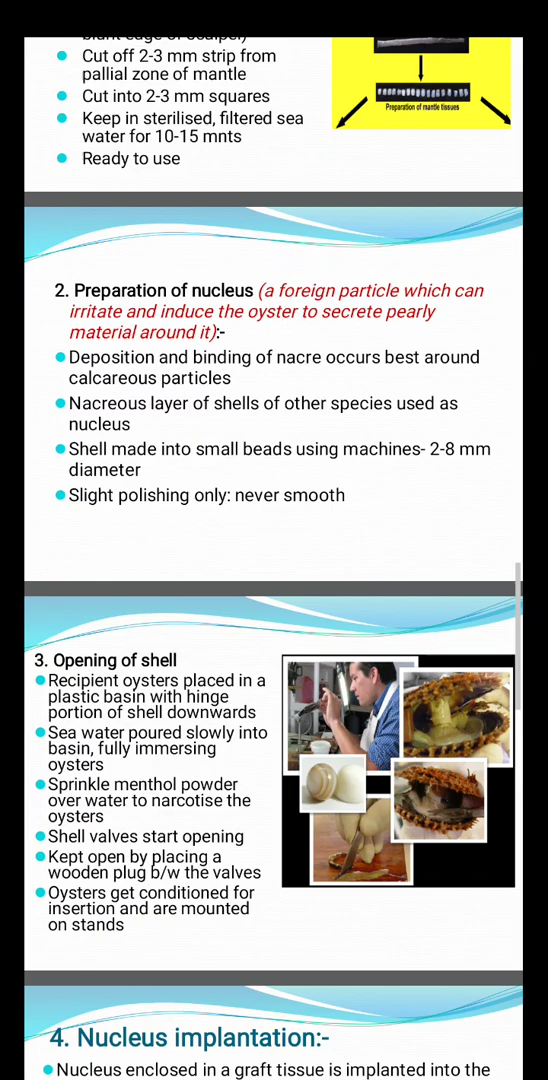 blunt edge of scalpel)
Cut off 2-3 mm strip from
pallial zone of mantle
Cut into 2-3 mm squares
Keep in sterilised, filtered sea
water for 10-15 mnts
Ready to use
Preparation of mantle tissues
2. Preparation of nucleus (a foreign particle which can
irritate and induce the oyster to secrete pearly
material around it):-
Deposition and binding of nacre occurs best around
calcareous particles
Nacreous layer of shells of other species used as
nucleus
Shell made into small beads using machines- 2-8 mm
diameter
Slight polishing only: never smooth
3. Opening of shell
Recipient oysters placed in a
plastic basin with hinge
portion of shell downwards
Sea water poured slowly into
basin, fully immersing
oysters
Sprinkle menthol powder
over water to narcotise the
oysters
Shell valves start opening
Kept open by placing a
wooden plug b/w the valves
Oysters get conditioned for
insertion and are mounted
on stands
4. Nucleus implantation:-
Nucleus enclosed in a graft tissue is implanted into the